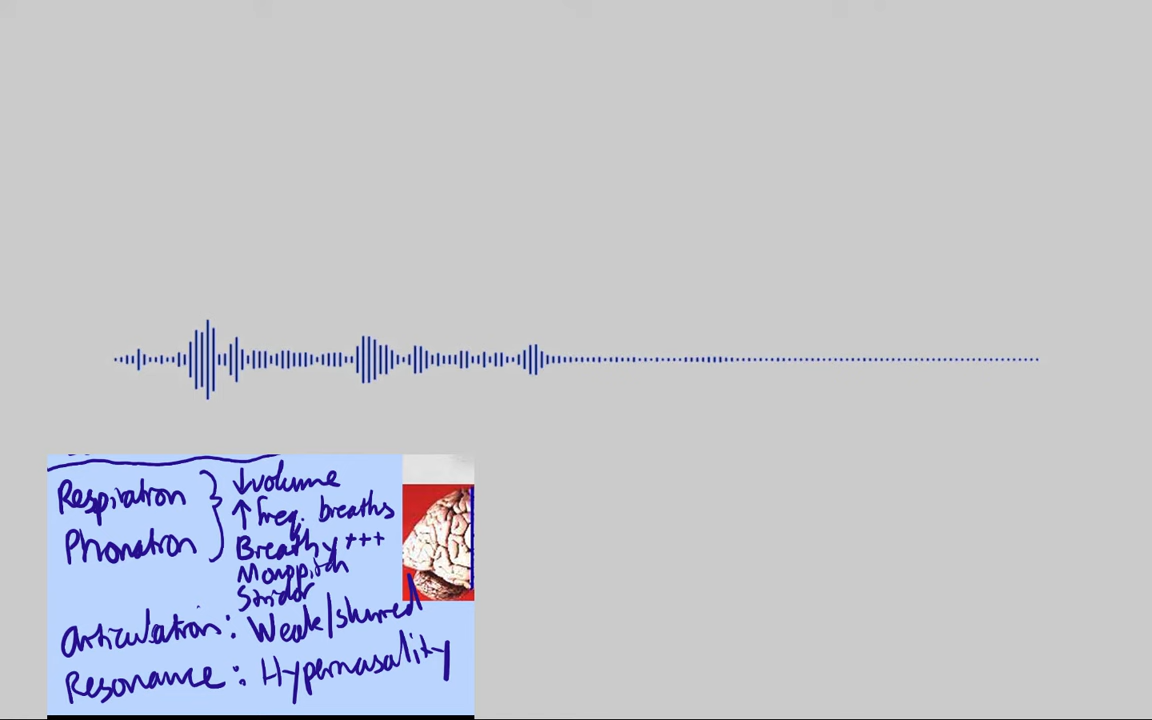 Respiration
Phonation
↓volume
↑freq. breaths
Breathy +++
Monopitch
Stridor
Articulation: Weak/slurred
Resonance: Hypernasality